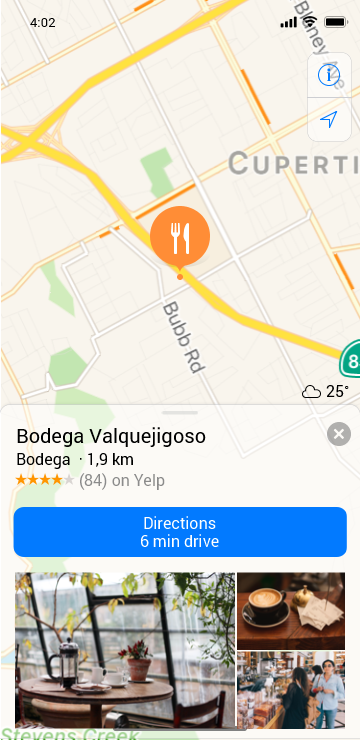 4:02
Blaney Ave
CUPERTI
Bubb Rd
8
25°
Bodega Valquejigoso
Bodega · 1,9 km
(84) on Yelp
Directions
6 min drive
Stevens Creek